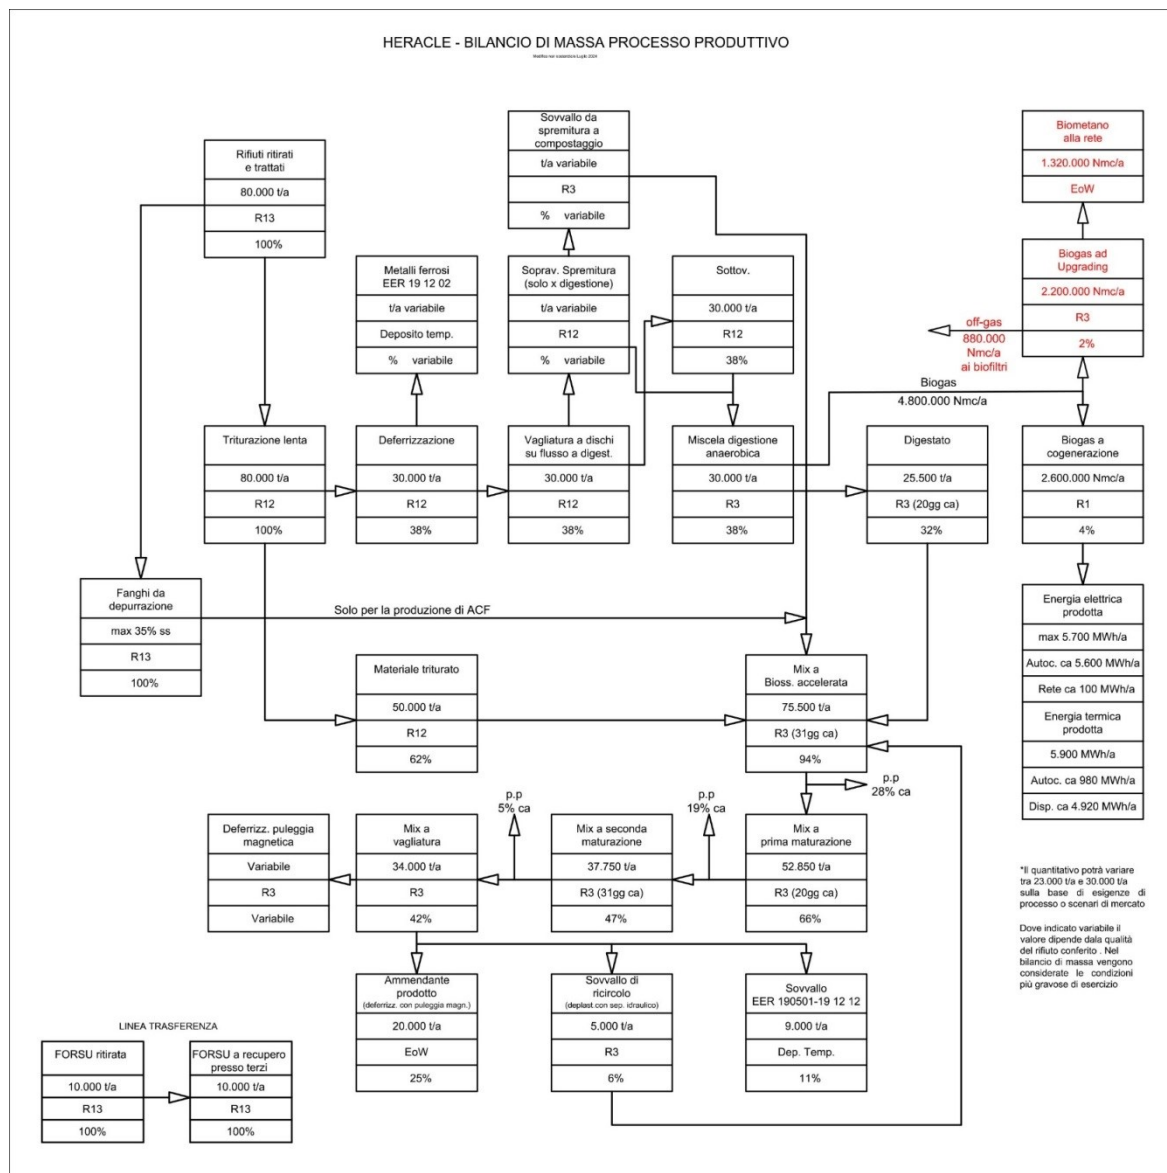 HERACLE - BILANCIO DI MASSA PROCESSO PRODUTTIVO
Rifiuti ritirati
e trattati
80.000 t/a
R13
100%
Sovvallo da
spremitura a
compostaggio
t/a variabile
R3
% variabile
Biometano
alla rete
1.320.000 Nmc/a
EoW
Metalli ferrosi
EER 19 12 02
t/a variabile
Deposito temp.
% variabile
Soprav. Spremitura
(solo x digestione)
t/a variabile
R12
% variabile
Sottov.
30.000 t/a
R12
38%
Biogas ad
Upgrading
2.200.000 Nmc/a
R3
2%
off-gas
880.000
Nmc/a
ai biofiltri
Biogas
4.800.000 Nmc/a
Triturazione lenta
80.000 t/a
R12
100%
Deferrizzazione
30.000 t/a
R12
38%
Vagliatura a dischi
su flusso a digest.
30.000 t/a
R12
38%
Miscela digestione
anaerobica
30.000 t/a
R3
38%
Digestato
25.500 t/a
R3 (20gg ca)
32%
Biogas a
cogenerazione
2.600.000 Nmc/a
R1
4%
Fanghi da
depurrazione
max 35% ss
R13
100%
Solo per la produzione di ACF
Energia elettrica
prodotta
max 5.700 MWh/a
Autoc. ca 5.600 MWh/a
Rete ca 100 MWh/a
Energia termica
prodotta
5.900 MWh/a
Autoc. ca 980 MWh/a
Disp. ca 4.920 MWh/a
Materiale triturato
50.000 t/a
R12
62%
Mix a
Bioss. accelerata
75.500 t/a
R3 (31gg ca)
94%
p.p
28% ca
p.p
19% ca
p.p
5% ca
Deferrizz. puleggia
magnetica
Variabile
R3
Variabile
Mix a
vagliatura
34.000 t/a
R3
42%
Mix a seconda
maturazione
37.750 t/a
R3 (31gg ca)
47%
Mix a
prima maturazione
52.850 t/a
R3 (20gg ca)
66%
*Il quantitativo potrà variare
tra 23.000 t/a e 30.000 t/a
sulla base di esigenze di
processo o scenari di mercato
Dove indicato variabile il
valore dipende dala qualità
del rifiuto conferito . Nel
bilancio di massa vengono
considerate le condizioni
più gravose di esercizio
Ammendante
prodotto
(deferrizz. con puleggia magn.)
20.000 t/a
EoW
25%
Sovvallo di
ricircolo
(deplast.con sep. idraulico)
5.000 t/a
R3
6%
Sovvallo
EER 190501-19 12 12
9.000 t/a
Dep. Temp.
11%
LINEA TRASFERENZA
FORSU ritirata
10.000 t/a
R13
100%
FORSU a recupero
presso terzi
10.000 t/a
R13
100%